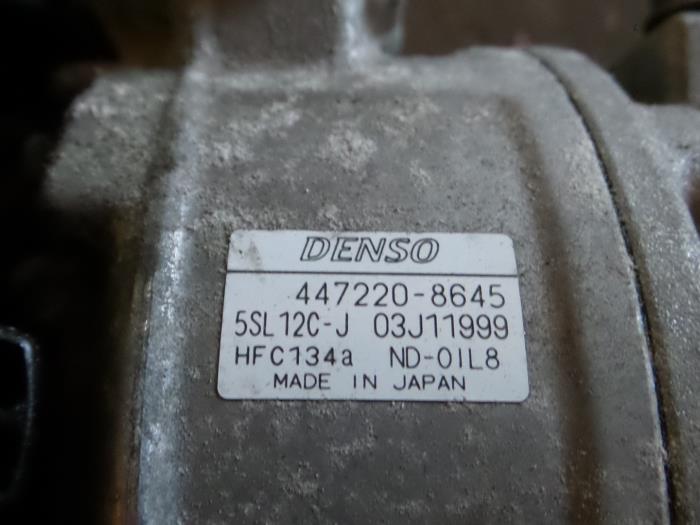 DENSO
447220-8645
5SL12C-J 03J11999
HFC134a ND-OIL8
MADE IN JAPAN